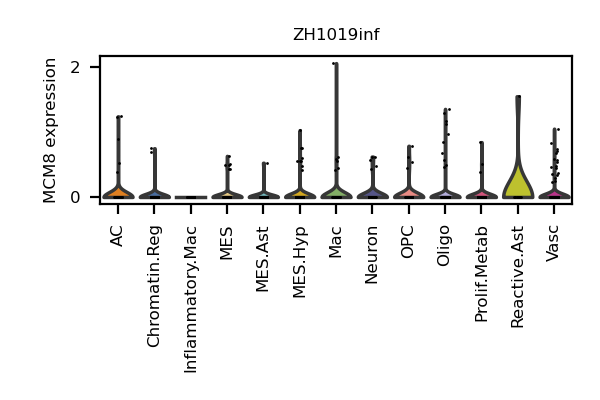 ZH1019inf
MCM8 expression
2
0
AC
Chromatin.Reg
Inflammatory.Mac
MES
MES.Ast
MES.Hyp
Mac
Neuron
OPC
Oligo
Prolif.Metab
Reactive.Ast
Vasc